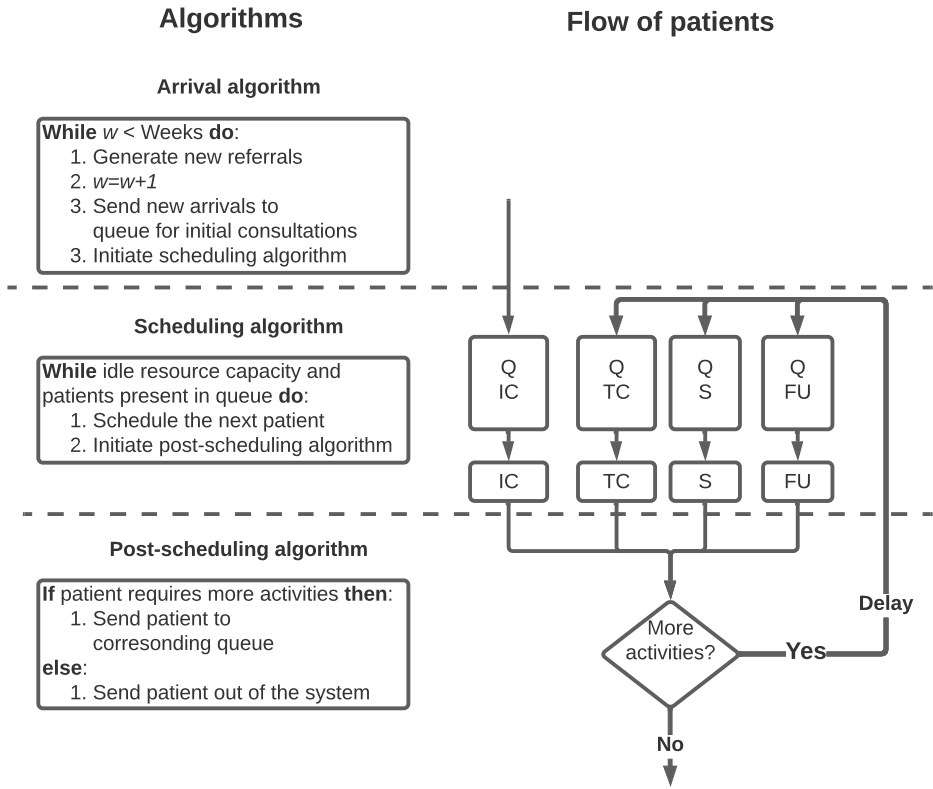 Algorithms
Flow of patients
Arrival algorithm
While w < Weeks do:
1. Generate new referrals
2. w=w+1
3. Send new arrivals to
queue for initial consultations
3. Initiate scheduling algorithm
Scheduling algorithm
While idle resource capacity and
patients present in queue do:
1. Schedule the next patient
2. Initiate post-scheduling algorithm
Q
IC
Q
TC
Q
S
Q
FU
IC
TC
S
FU
Post-scheduling algorithm
If patient requires more activities then:
1. Send patient to
corresonding queue
else:
1. Send patient out of the system
More
activities?
Yes
Delay
No